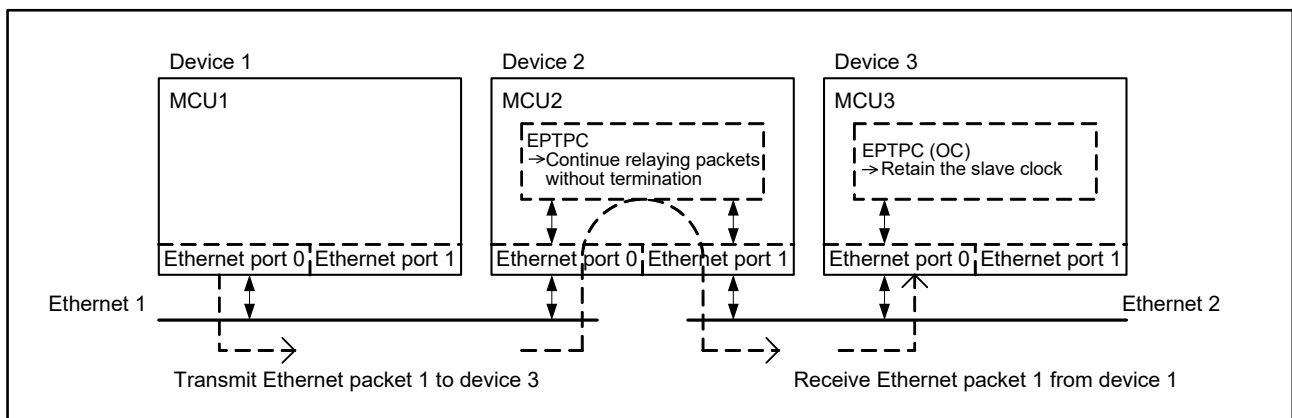 Device 1
Device 2
Device 3
MCU1
MCU2
MCU3
EPTPC
→Continue relaying packets
without termination
EPTPC (OC)
→ Retain the slave clock
Ethernet port 0
Ethernet port 1
Ethernet port 0
Ethernet port 1
Ethernet port 0
Ethernet port 1
Ethernet 1
Ethernet 2
Transmit Ethernet packet 1 to device 3
Receive Ethernet packet 1 from device 1